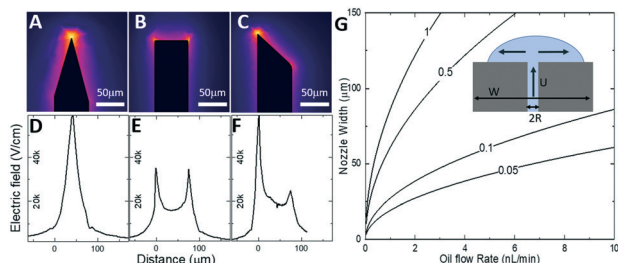 A
B
C
G
50μm
50μm
50μm
D
E
F
Electric field (V/cm)
40k
20k
40k
20k
40k
20k
0 100
0 100
0 100
Distance (μm)
Nozzle Width (μm)
150
100
50
0
1
0.5
0.1
0.05
W
U
2R
0 2 4 6 8 10
Oil flow Rate (nL/min)